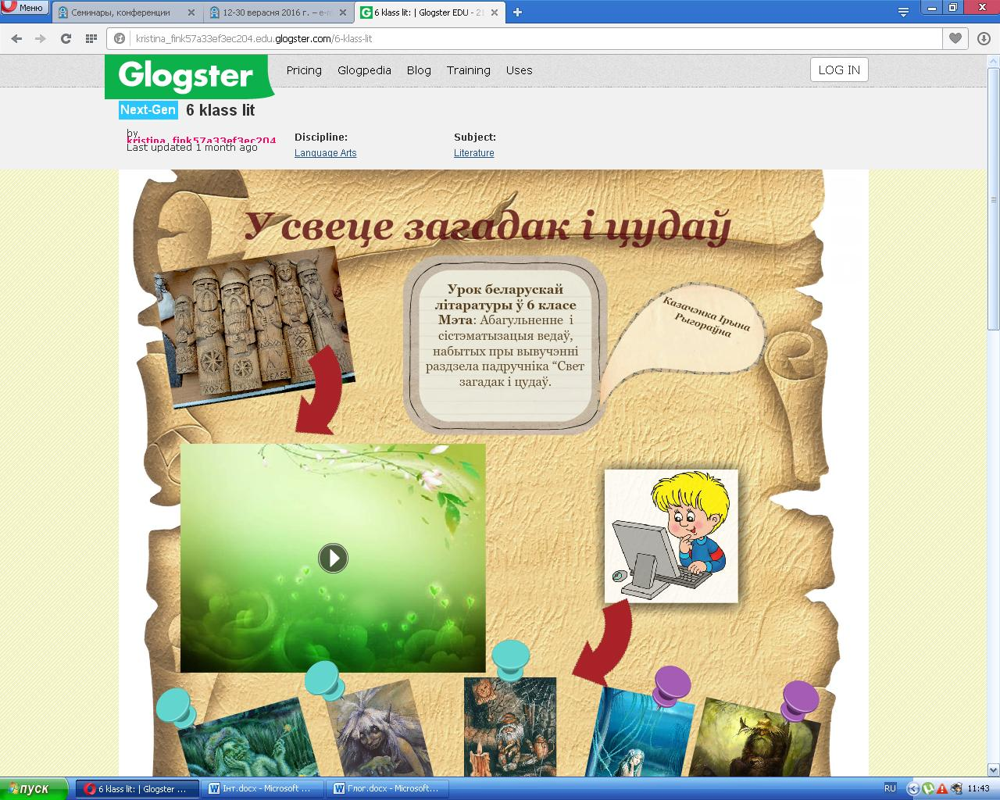 Меню
Семинары, конференции
12-30 верасня 2016 г. – e-m
6 klass lit: | Glogster EDU - 21
kristina_fink57a33ef3ec204.edu.glogster.com/6-klass-lit
Glogster
Pricing Glogpedia Blog Training Uses
LOG IN
Next-Gen 6 klass lit
by
kristina_fink57a33ef3ec204
Last updated 1 month ago
Discipline:
Language Arts
Subject:
Literature
У свеце загадак і цудаў
Урок беларускай
літаратуры ў 6 класе
Мэта: Абагульненне і
сістэматызацыя ведаў,
набытых пры вывучэнні
раздзела падручніка “Свет
загадак і цудаў.
Казачэнка Ірына
Рыгораўна
ХОРС
пуск
6 klass lit: | Glogster ...
Інт.docx - Microsoft ...
Глог.docx - Microsoft...
RU
11:43